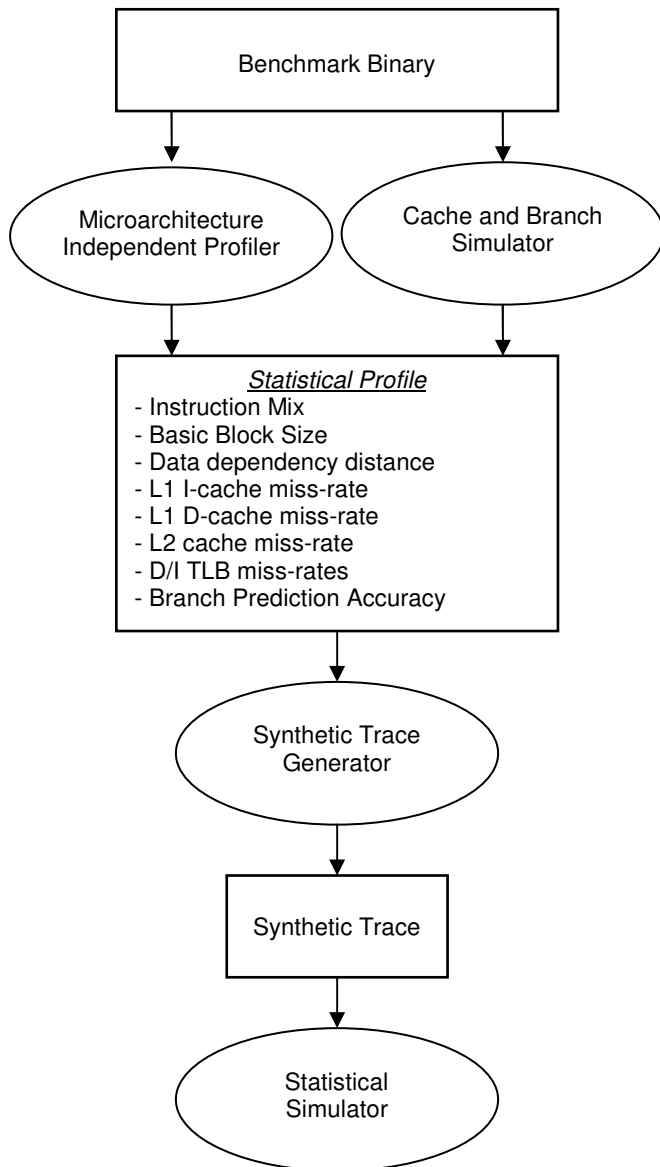 Benchmark Binary
Microarchitecture
Independent Profiler
Cache and Branch
Simulator
Statistical Profile
- Instruction Mix
- Basic Block Size
- Data dependency distance
- L1 I-cache miss-rate
- L1 D-cache miss-rate
- L2 cache miss-rate
- D/I TLB miss-rates
- Branch Prediction Accuracy
Synthetic Trace
Generator
Synthetic Trace
Statistical
Simulator